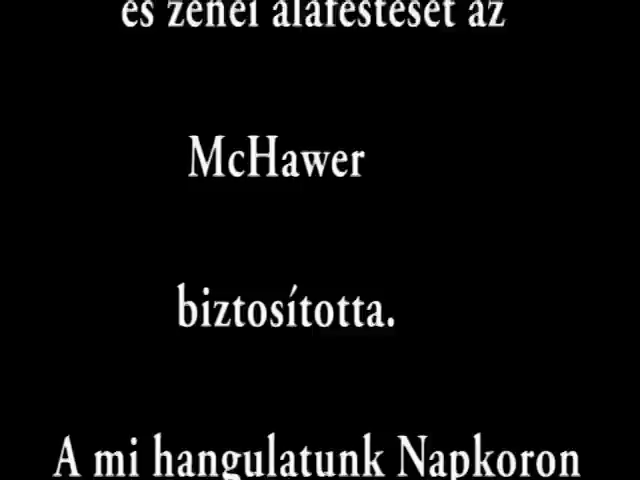 és zenei aláfestését az
McHawer
biztosította.
A mi hangulatunk Napkoron